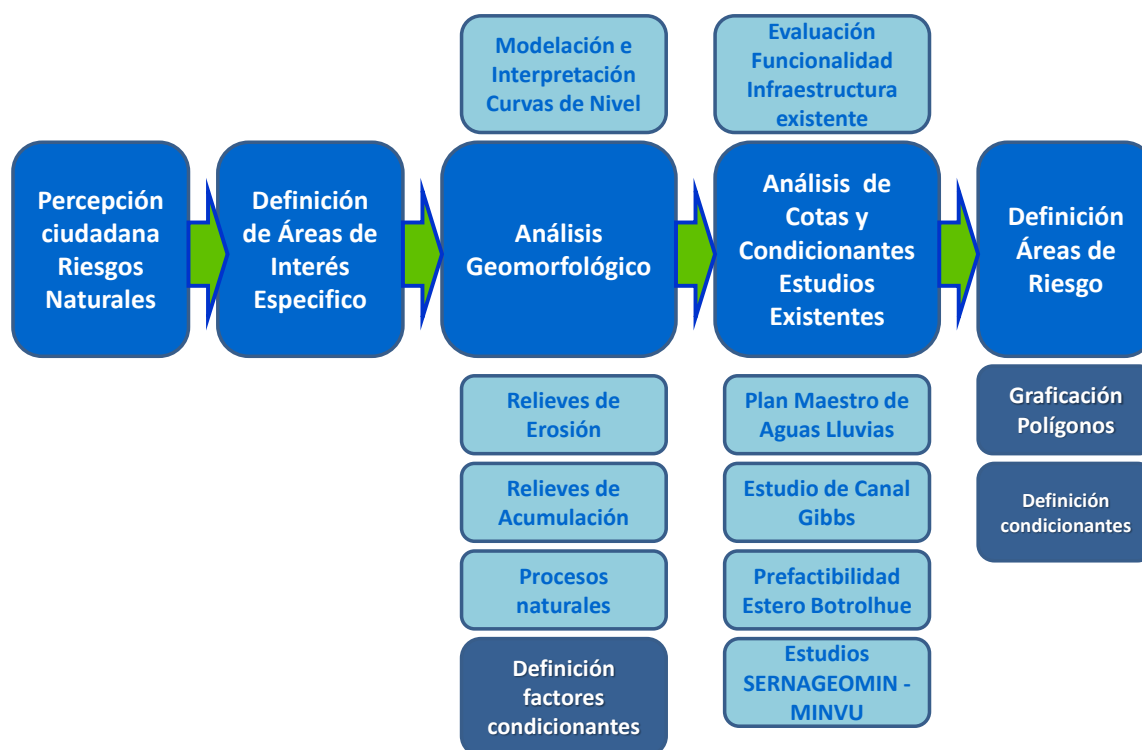 Modelación e
Interpretación
Curvas de Nivel
Evaluación
Funcionalidad
Infraestructura
existente
Percepción
ciudadana
Riesgos
Naturales
Definición
de Áreas de
Interés
Especifico
Análisis
Geomorfológico
Análisis de
Cotas y
Condicionantes
Estudios
Existentes
Definición
Áreas de
Riesgo
Relieves de
Erosión
Relieves de
Acumulación
Procesos
naturales
Definición
factores
condicionantes
Plan Maestro de
Aguas Lluvias
Estudio de Canal
Gibbs
Prefactibilidad
Estero Botrolhue
Estudios
SERNAGEOMIN -
MINVU
Graficación
Polígonos
Definición
condicionantes